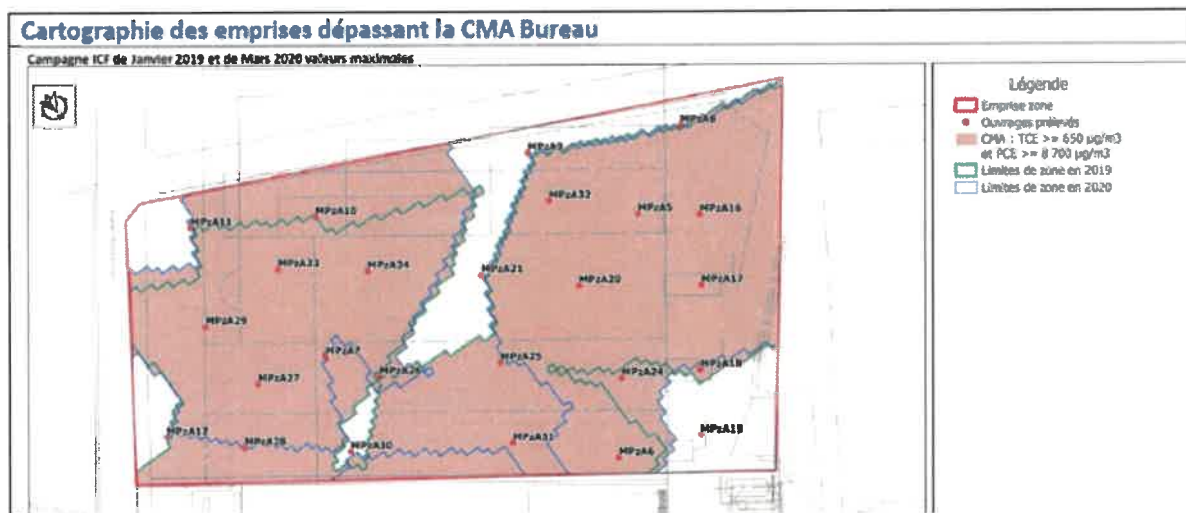 Cartographie des emprises dépassant la CMA Bureau
Campagne ICF de Janvier 2019 et de Mars 2020 valeurs maximales
Légende
Emprise zone
Ouvrages prélevés
CMA : TCE >= 650 µg/m3
et PCE >= 8 700 µg/m3
Limites de zone en 2019
Limites de zone en 2020
MPzA8
MPzA9
MPzA32
MPzA5
MPzA16
MPzA11
MPzA10
MPzA33
MPzA34
MPzA21
MPzA20
MPzA17
MPzA29
MPzA7
MPzA25
MPzA26
MPzA24
MPzA18
MPzA27
MPzA12
MPzA28
MPzA30
MPzA31
MPzA6
MPzA19